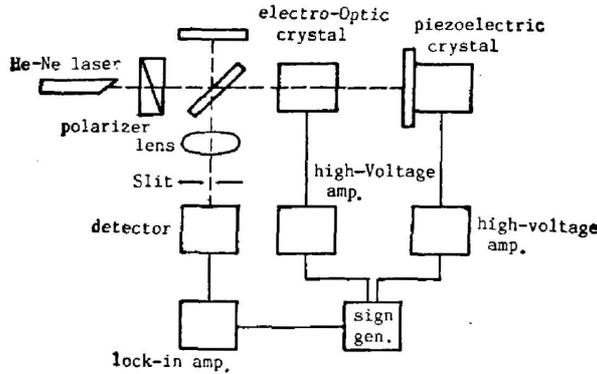 electro-Optic
crystal
piezoelectric
crystal
He-Ne laser
polarizer
lens
Slit
high-Voltage
amp.
detector
high-voltage
amp.
sign
gen.
lock-in amp.